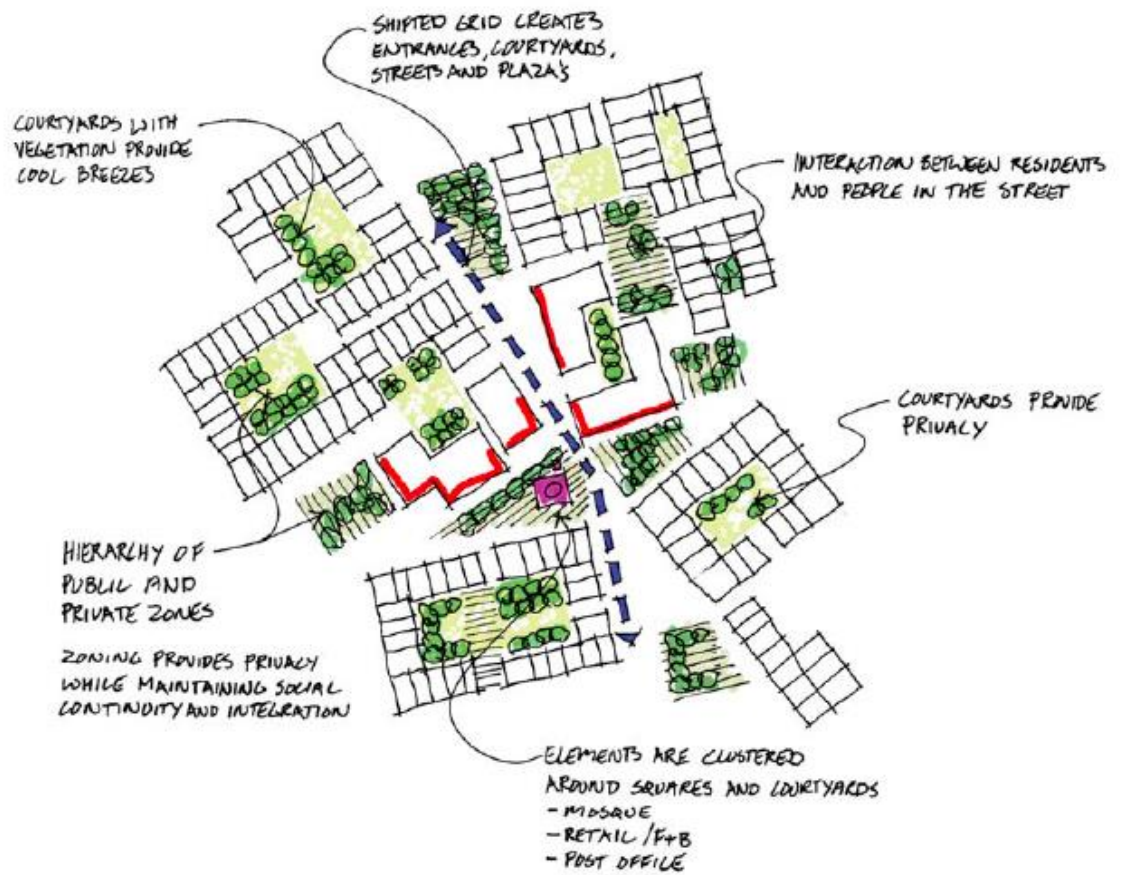 SHIFTED GRID CREATES
ENTRANCES, COURTYARDS,
STREETS AND PLAZA'S
COURTYARDS WITH
VEGETATION PROVIDE
COOL BREEZES
INTERACTION BETWEEN RESIDENTS
AND PEOPLE IN THE STREET
COURTYARDS PROVIDE
PRIVACY
HIERARCHY OF
PUBLIC AND
PRIVATE ZONES
ZONING PROVIDES PRIVACY
WHILE MAINTAINING SOCIAL
CONTINUITY AND INTEGRATION
ELEMENTS ARE CLUSTERED
AROUND SQUARES AND COURTYARDS
- MOSQUE
- RETAIL / F+B
- POST OFFICE